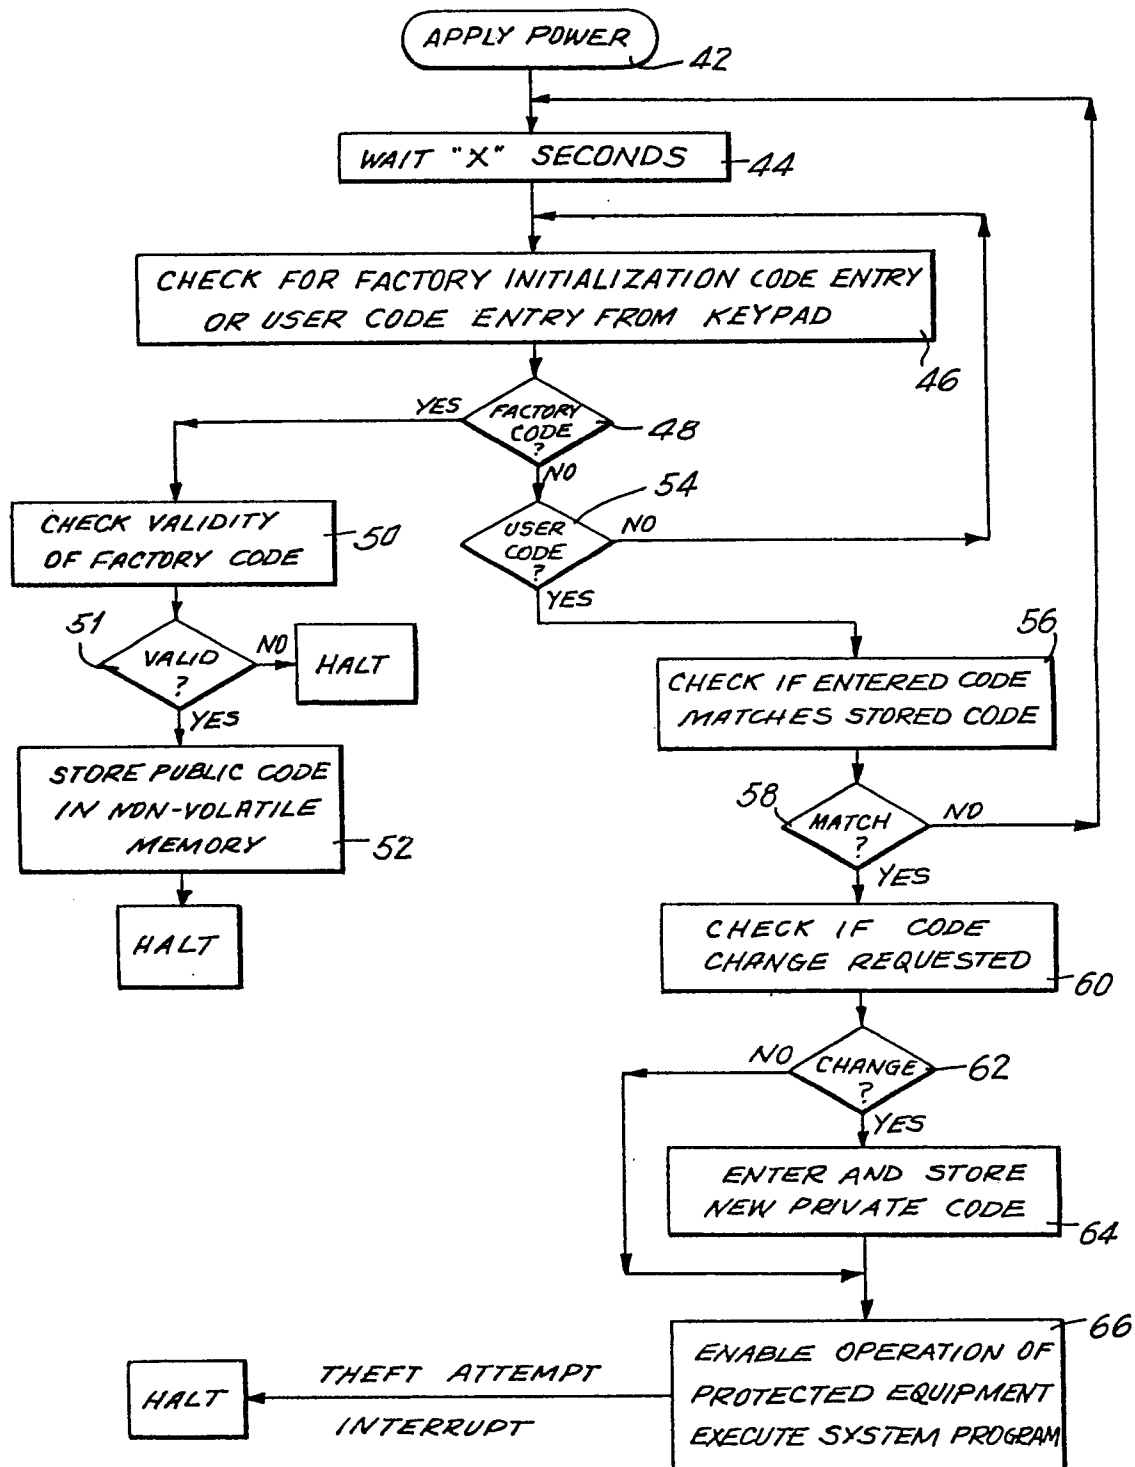 APPLY POWER
42
WAIT "X" SECONDS
44
CHECK FOR FACTORY INITIALIZATION CODE ENTRY
OR USER CODE ENTRY FROM KEYPAD
46
YES
FACTORY
CODE
?
48
NO
54
CHECK VALIDITY
OF FACTORY CODE
50
USER
CODE
?
NO
YES
51
VALID
?
NO
HALT
YES
56
CHECK IF ENTERED CODE
MATCHES STORED CODE
STORE PUBLIC CODE
IN NON-VOLATILE
MEMORY
52
58
MATCH
?
NO
YES
HALT
CHECK IF CODE
CHANGE REQUESTED
60
NO
CHANGE
?
62
YES
ENTER AND STORE
NEW PRIVATE CODE
64
66
ENABLE OPERATION OF
PROTECTED EQUIPMENT
EXECUTE SYSTEM PROGRAM
THEFT ATTEMPT
INTERRUPT
HALT